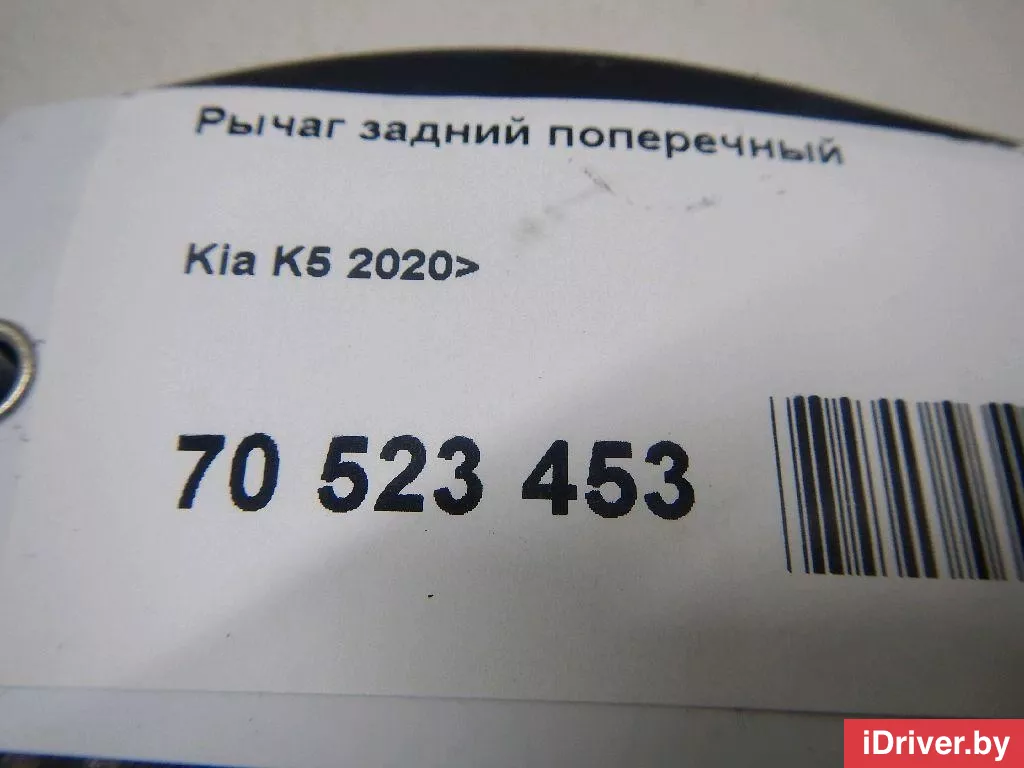 Рычаг задний поперечный
Kia K5 2020>
70 523 453
iDriver.by